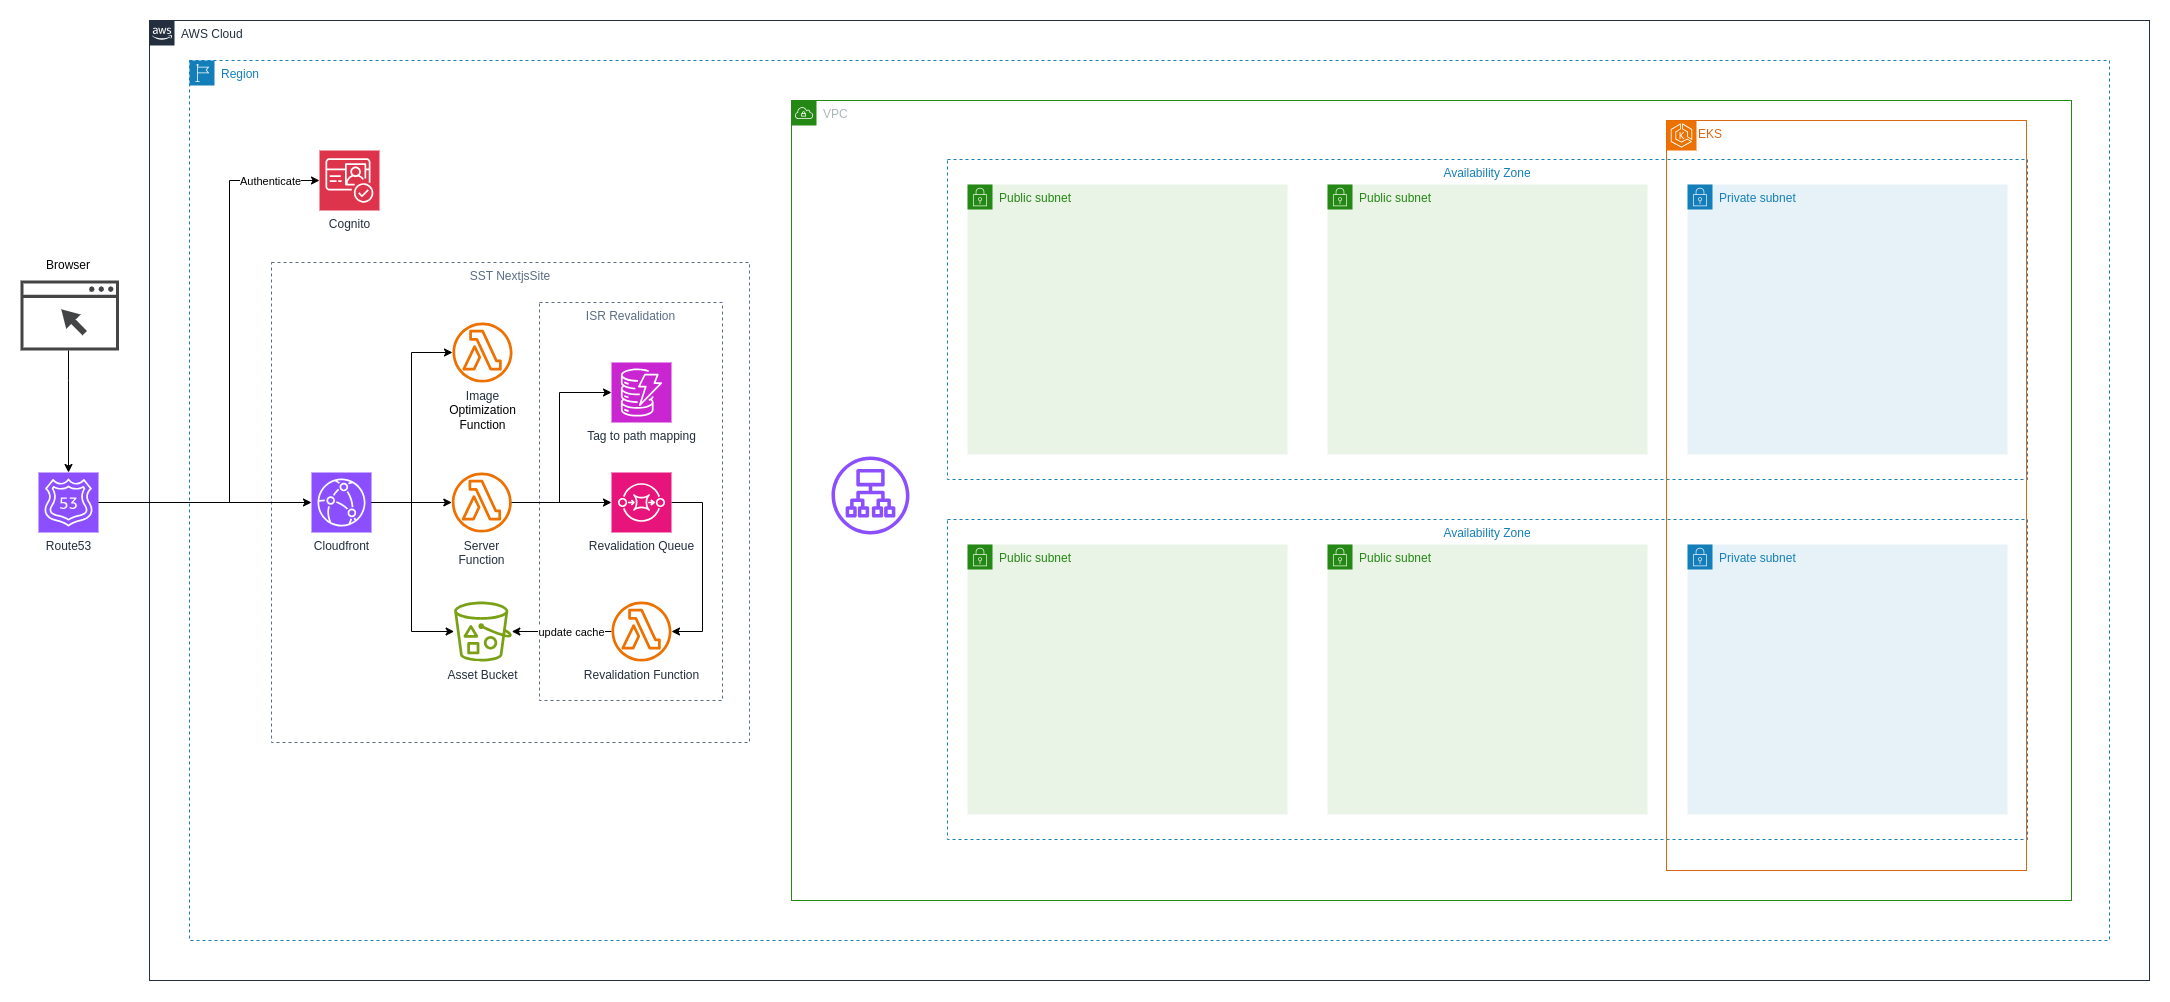 aws
AWS Cloud
Region
VPC
EKS
Availability Zone
Public subnet
Public subnet
Private subnet
Authenticate
Cognito
Browser
SST NextjsSite
ISR Revalidation
Image
Optimization
Function
Tag to path mapping
53
Route53
Cloudfront
Server
Function
Revalidation Queue
Availability Zone
Public subnet
Public subnet
Private subnet
update cache
Asset Bucket
Revalidation Function